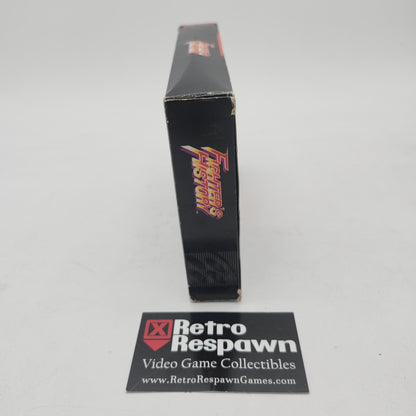 FIGHTER'S
HISTORY
Retro
Respawn
Video Game Collectibles
www.RetroRespawnGames.com